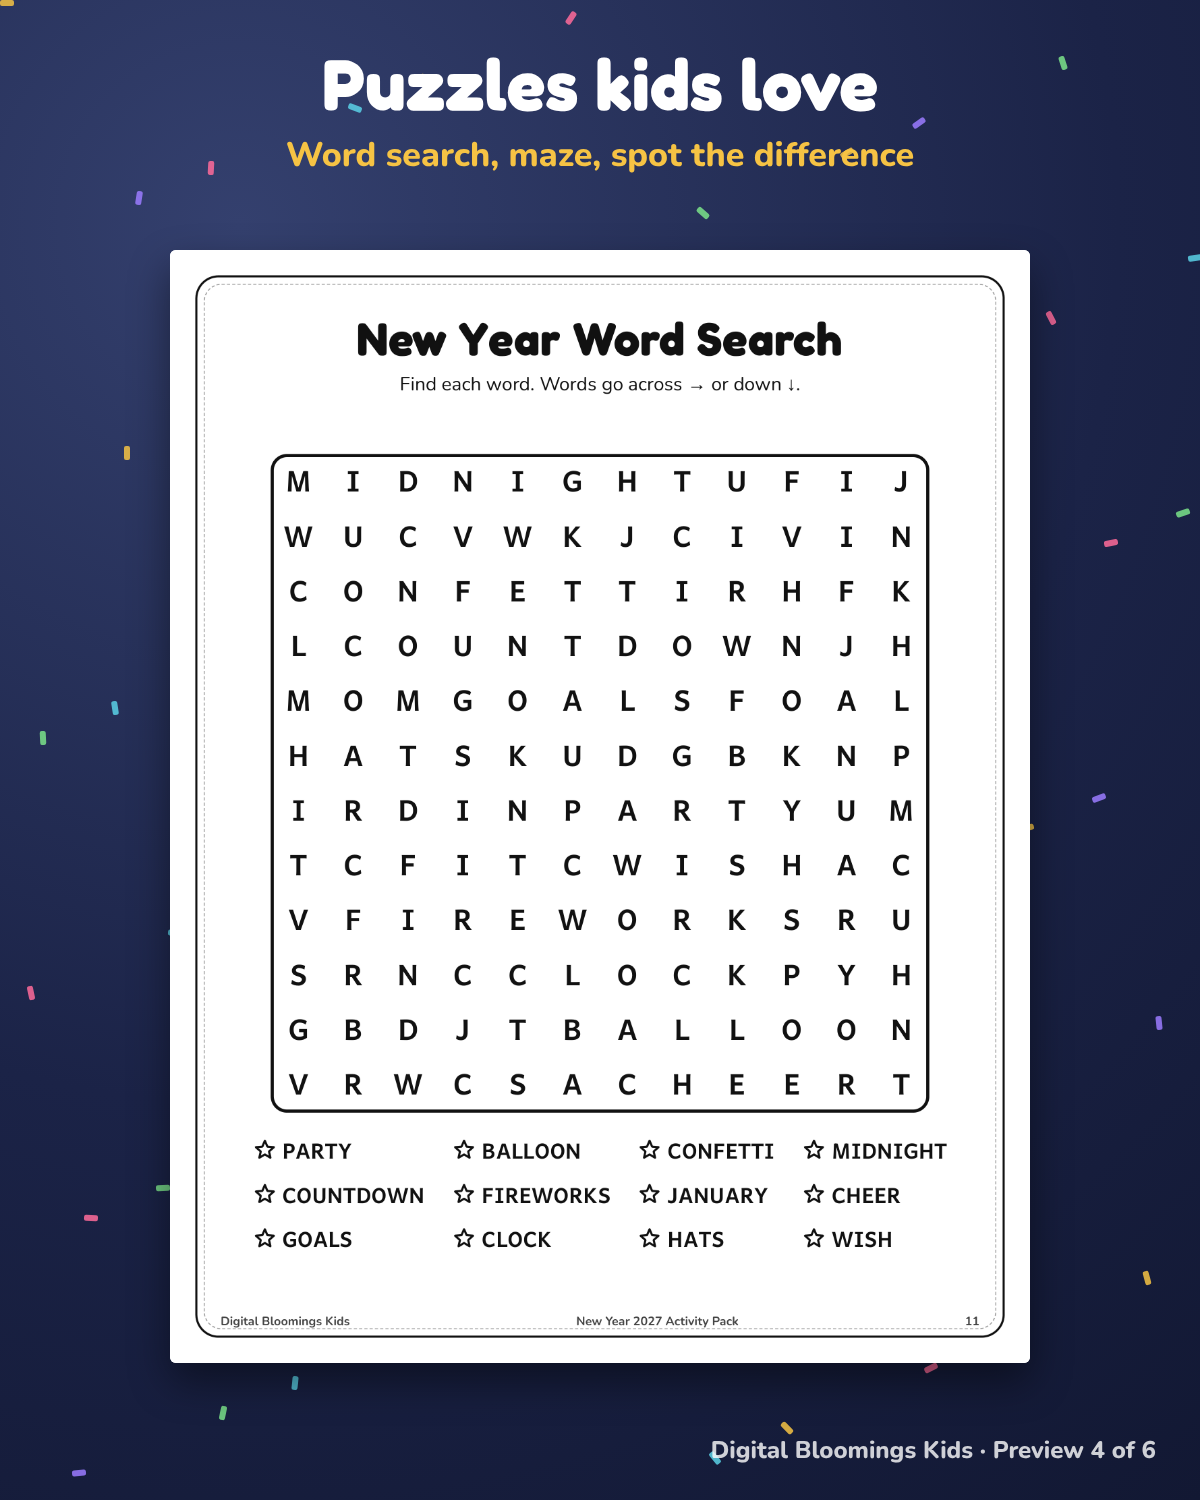 Puzzles kids love
Word search, maze, spot the difference
New Year Word Search
Find each word. Words go across → or down ↓.
M I D N I G H T U F I J
W U C V W K J C I V I N
C O N F E T T I R H F K
L C O U N T D O W N J H
M O M G O A L S F O A L
H A T S K U D G B K N P
I R D I N P A R T Y U M
T C F I T C W I S H A C
V F I R E W O R K S R U
S R N C C L O C K P Y H
G B D J T B A L L O O N
V R W C S A C H E E R T
☆ PARTY ☆ BALLOON ☆ CONFETTI ☆ MIDNIGHT
☆ COUNTDOWN ☆ FIREWORKS ☆ JANUARY ☆ CHEER
☆ GOALS ☆ CLOCK ☆ HATS ☆ WISH
Digital Bloomings Kids New Year 2027 Activity Pack 11
Digital Bloomings Kids · Preview 4 of 6